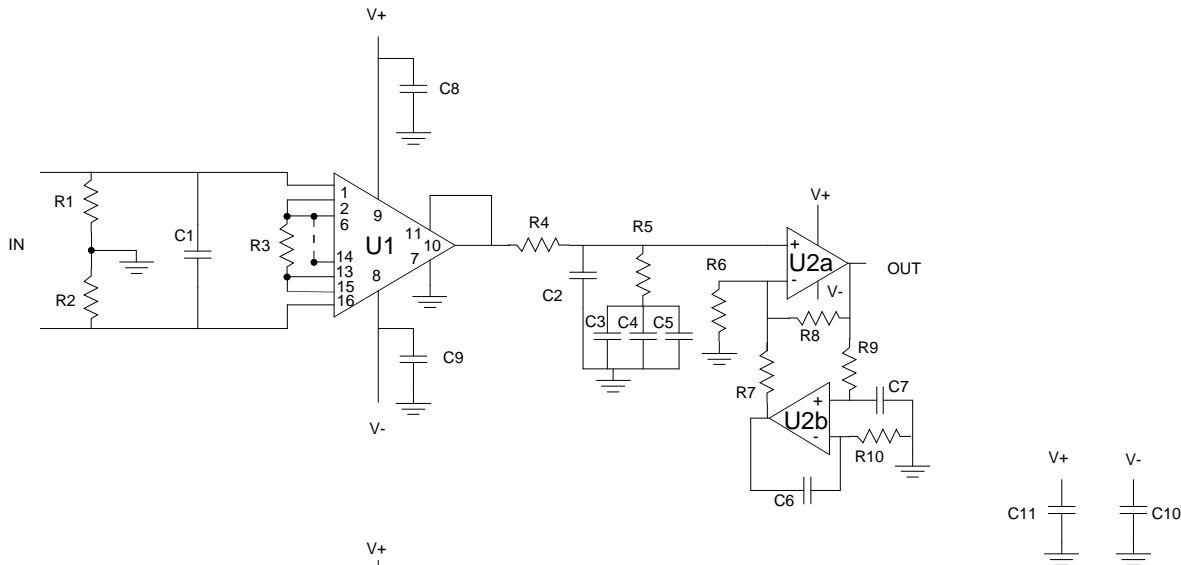 V+
C8
R1
1
2
6
9
11
R4
R5
V+
IN
C1
R3
U1
10
+
U2a
OUT
14
7
R6
-
R2
13
8
C2
V-
15
16
C3
C4
C5
R8
R9
C9
R7
C7
+
U2b
V-
-
R10
V+
V-
C6
C11
C10
V+